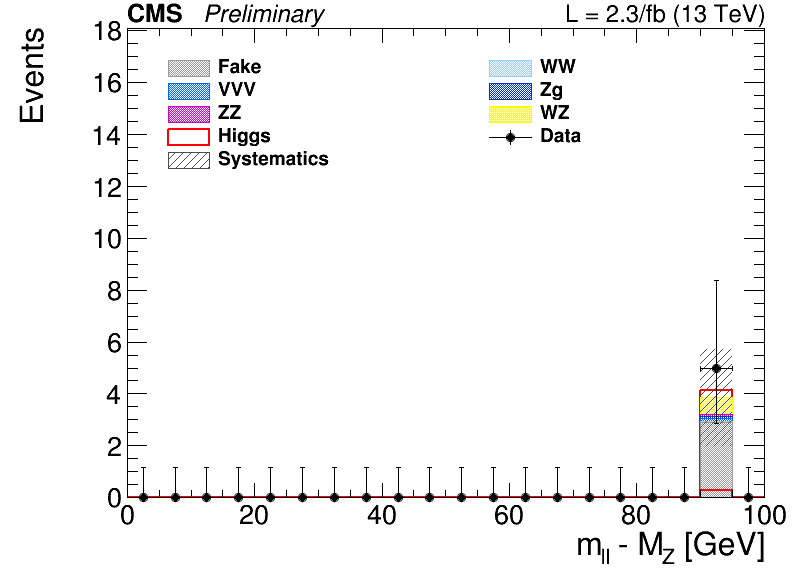 CMS Preliminary L = 2.3/fb (13 TeV)
Events
18
16
14
12
10
8
6
4
2
0
Fake
VVV
ZZ
Higgs
Systematics
WW
Zg
WZ
Data
0 20 40 60 80 100
m_ll - M_Z [GeV]